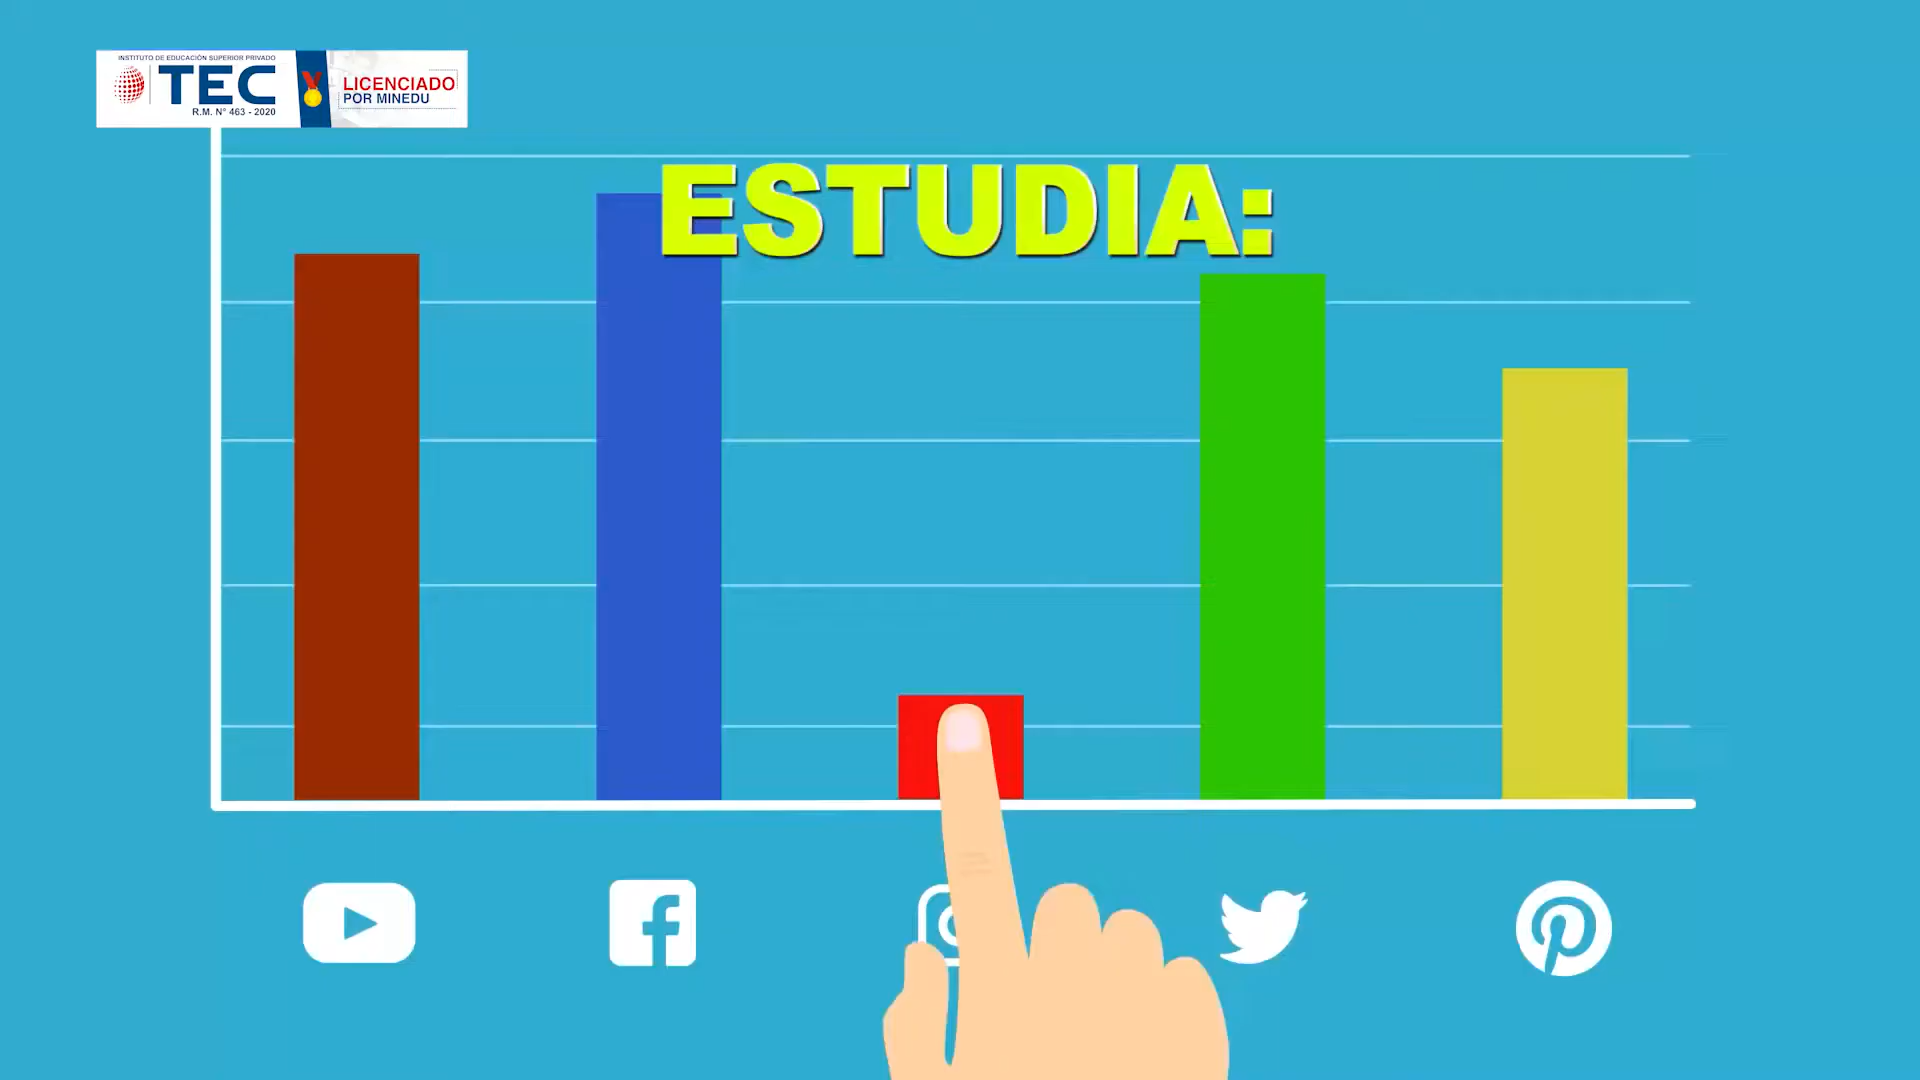 INSTITUTO DE EDUCACIÓN SUPERIOR PRIVADO
TEC
R.M. N° 463 - 2020
LICENCIADO
POR MINEDU
ESTUDIA: